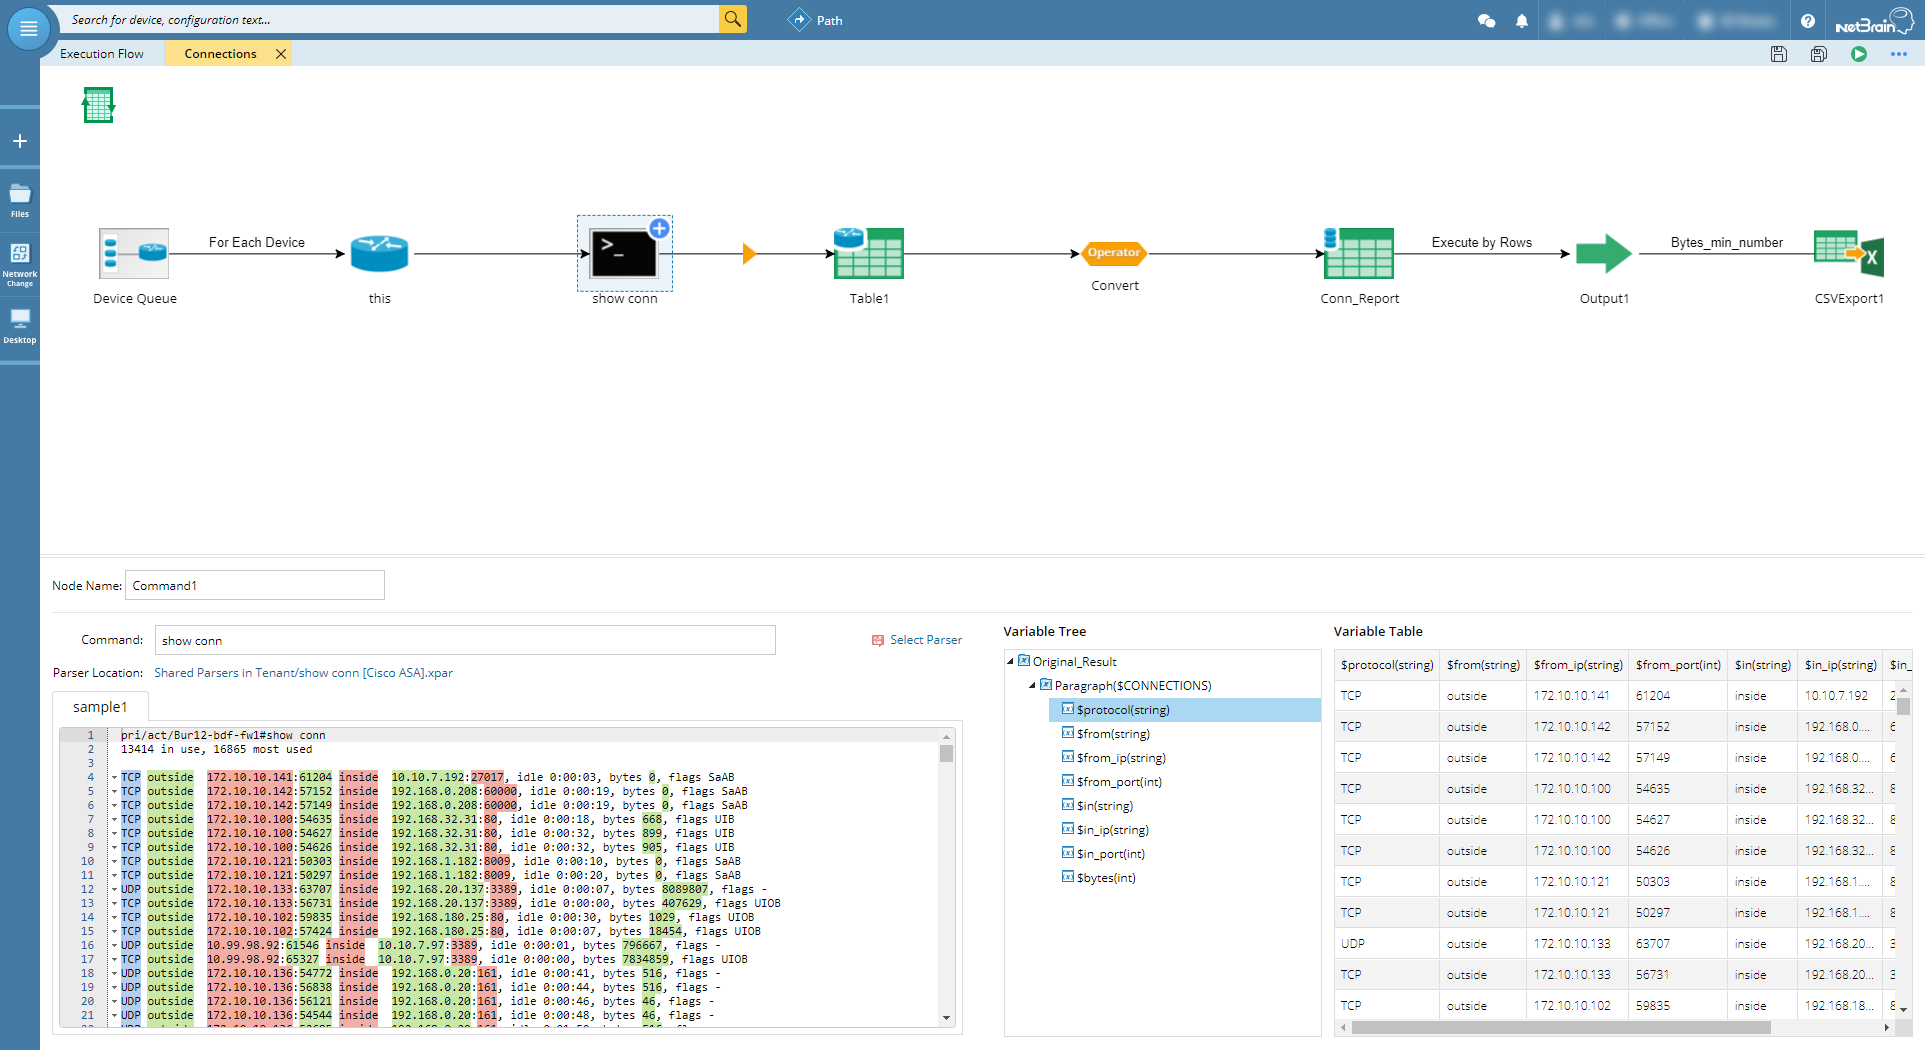 Search for device, configuration text...
Path
NetBrain
Execution Flow
Connections
Files
Network
Change
Desktop
For Each Device
Operator
Execute by Rows
Bytes_min_number
Device Queue
this
show conn
Table1
Convert
Conn_Report
Output1
CSVExport1
Node Name: Command1
Command: show conn
Select Parser
Parser Location: Shared Parsers in Tenant/show conn [Cisco ASA].xpar
sample1
1 pri/act/Bur12-bdf-fw1#show conn
2 13414 in use, 16865 most used
3
4 TCP outside 172.10.10.141:61204 inside 10.10.7.192:27017, idle 0:00:03, bytes 0, flags SaAB
5 TCP outside 172.10.10.142:57152 inside 192.168.0.208:60000, idle 0:00:19, bytes 0, flags SaAB
6 TCP outside 172.10.10.142:57149 inside 192.168.0.208:60000, idle 0:00:19, bytes 0, flags SaAB
7 TCP outside 172.10.10.100:54635 inside 192.168.32.31:80, idle 0:00:18, bytes 668, flags UIB
8 TCP outside 172.10.10.100:54627 inside 192.168.32.31:80, idle 0:00:32, bytes 899, flags UIB
9 TCP outside 172.10.10.100:54626 inside 192.168.32.31:80, idle 0:00:32, bytes 905, flags UIB
10 TCP outside 172.10.10.121:50303 inside 192.168.1.182:8009, idle 0:00:10, bytes 0, flags SaAB
11 TCP outside 172.10.10.121:50297 inside 192.168.1.182:8009, idle 0:00:20, bytes 0, flags SaAB
12 UDP outside 172.10.10.133:63707 inside 192.168.20.137:3389, idle 0:00:07, bytes 8089807, flags -
13 TCP outside 172.10.10.133:56731 inside 192.168.20.137:3389, idle 0:00:00, bytes 407629, flags UIOB
14 TCP outside 172.10.10.102:59835 inside 192.168.180.25:80, idle 0:00:30, bytes 1029, flags UIOB
15 TCP outside 172.10.10.102:57424 inside 192.168.180.25:80, idle 0:00:07, bytes 18454, flags UIOB
16 UDP outside 10.99.98.92:61546 inside 10.10.7.97:3389, idle 0:00:01, bytes 796667, flags -
17 TCP outside 10.99.98.92:65327 inside 10.10.7.97:3389, idle 0:00:00, bytes 7834859, flags UIOB
18 UDP outside 172.10.10.136:54772 inside 192.168.0.20:161, idle 0:00:41, bytes 516, flags -
19 UDP outside 172.10.10.136:56838 inside 192.168.0.20:161, idle 0:00:44, bytes 516, flags -
20 UDP outside 172.10.10.136:56121 inside 192.168.0.20:161, idle 0:00:46, bytes 46, flags -
21 UDP outside 172.10.10.136:54544 inside 192.168.0.20:161, idle 0:00:48, bytes 46, flags -
Variable Tree
Original_Result
Paragraph($CONNECTIONS)
$protocol(string)
$from(string)
$from_ip(string)
$from_port(int)
$in(string)
$in_ip(string)
$in_port(int)
$bytes(int)
Variable Table
$protocol(string) $from(string) $from_ip(string) $from_port(int) $in(string) $in_ip(string) $in_
TCP outside 172.10.10.141 61204 inside 10.10.7.192 2
TCP outside 172.10.10.142 57152 inside 192.168.0.... 6
TCP outside 172.10.10.142 57149 inside 192.168.0.... 6
TCP outside 172.10.10.100 54635 inside 192.168.32... 8
TCP outside 172.10.10.100 54627 inside 192.168.32... 8
TCP outside 172.10.10.100 54626 inside 192.168.32... 8
TCP outside 172.10.10.121 50303 inside 192.168.1.... 8
TCP outside 172.10.10.121 50297 inside 192.168.1.... 8
UDP outside 172.10.10.133 63707 inside 192.168.20... 3
TCP outside 172.10.10.133 56731 inside 192.168.20... 3
TCP outside 172.10.10.102 59835 inside 192.168.18... 8